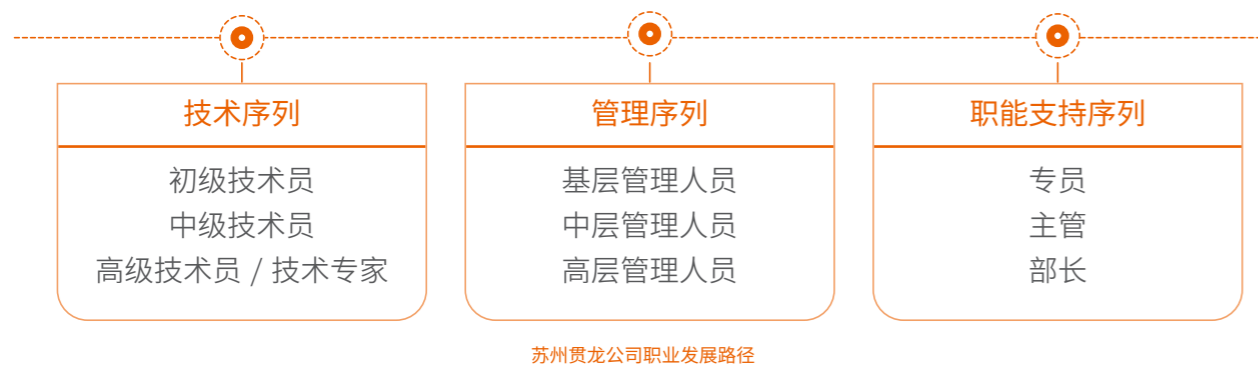 技术序列
初级技术员
中级技术员
高级技术员 / 技术专家
管理序列
基层管理人员
中层管理人员
高层管理人员
职能支持序列
专员
主管
部长
苏州贯龙公司职业发展路径